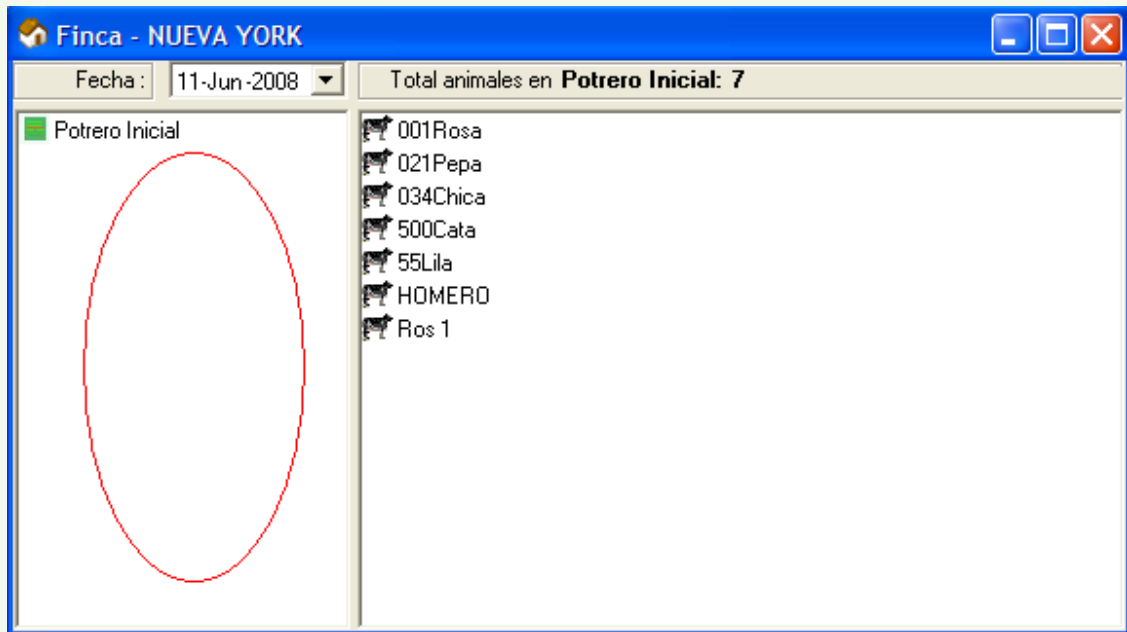 Finca - NUEVA YORK
Fecha : 11-Jun-2008 Total animales en Potrero Inicial: 7
Potrero Inicial
001Rosa
021Pepa
034Chica
500Cata
55Lila
HOMERO
Ros 1